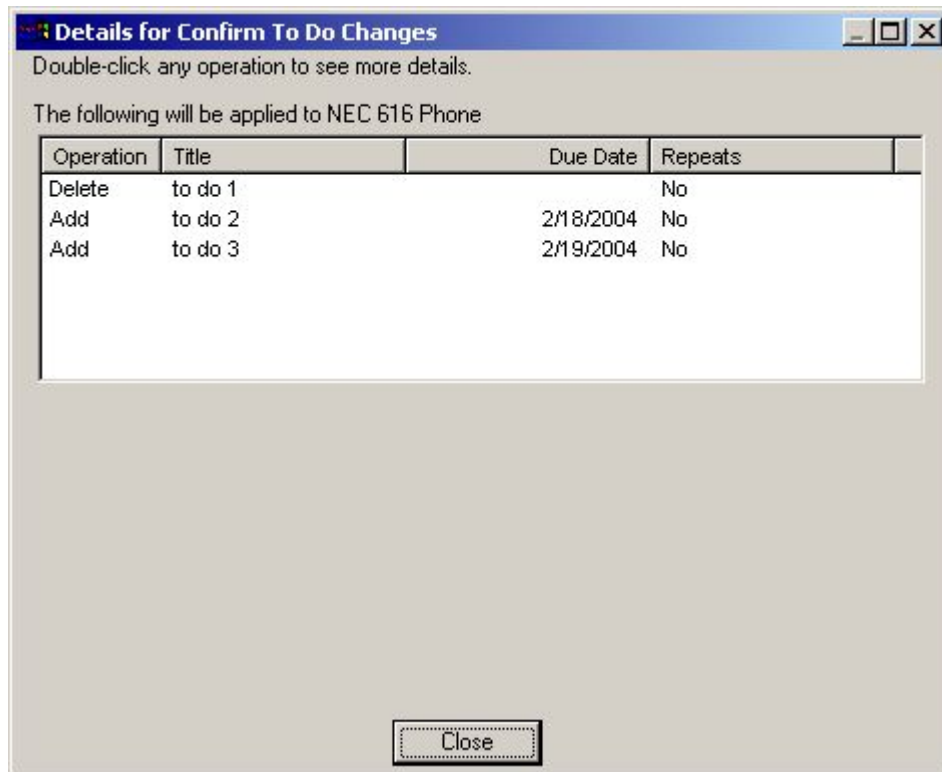 Details for Confirm To Do Changes
Double-click any operation to see more details.
The following will be applied to NEC 616 Phone
Operation Title Due Date Repeats
Delete to do 1 No
Add to do 2 2/18/2004 No
Add to do 3 2/19/2004 No
Close